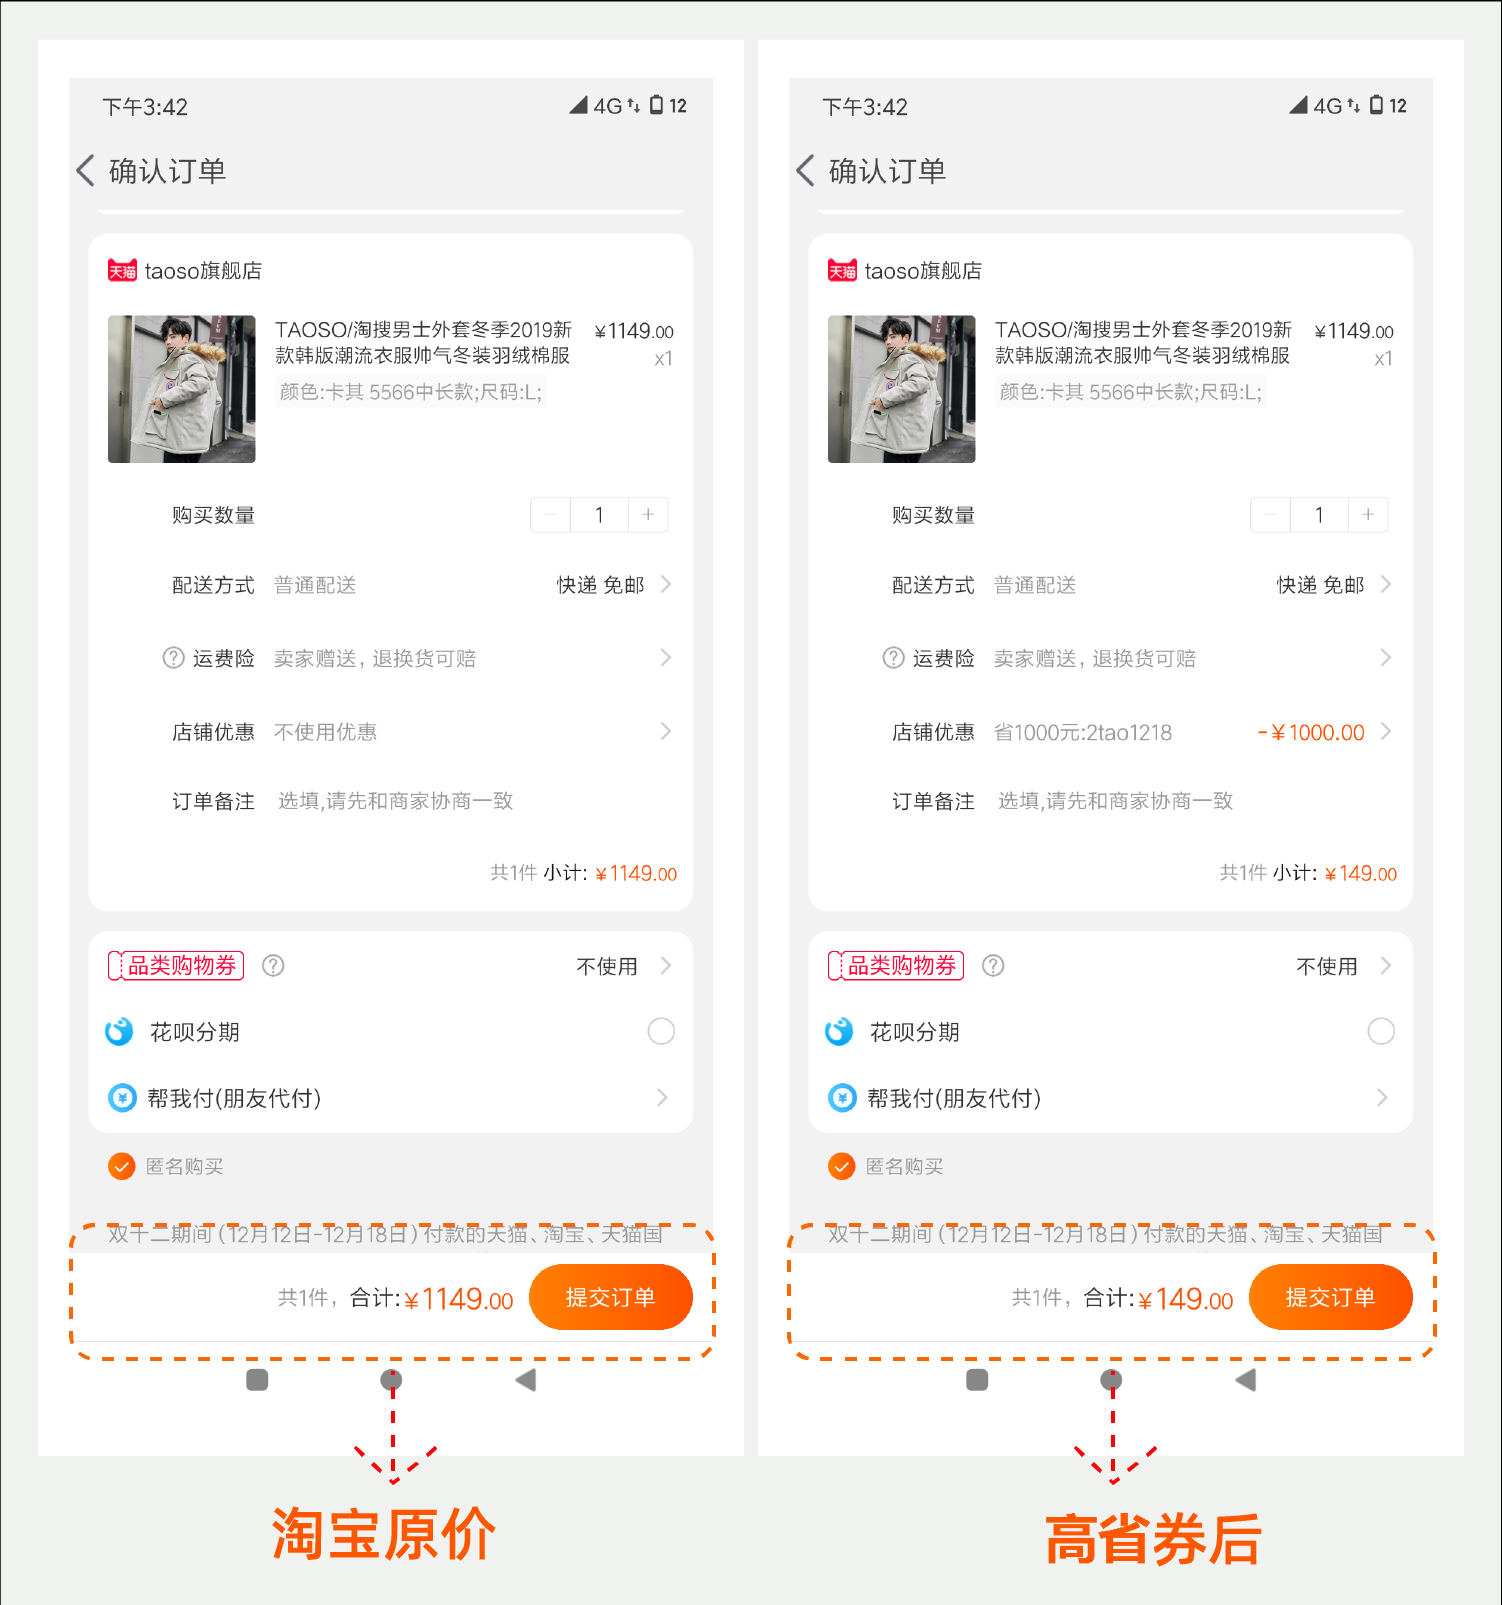 下午3:42
4G 12
确认订单
天猫 taoso旗舰店
TAOSO/淘搜男士外套冬季2019新 ¥1149.00
款韩版潮流衣服帅气冬装羽绒棉服 x1
颜色:卡其 5566中长款;尺码:L;
购买数量 1
配送方式 普通配送 快递 免邮
运费险 卖家赠送，退换货可赔
店铺优惠 不使用优惠
订单备注 选填,请先和商家协商一致
共1件 小计: ¥1149.00
品类购物券 不使用
花呗分期
帮我付(朋友代付)
匿名购买
双十二期间（12月12日-12月18日）付款的天猫、淘宝、天猫国
共1件，合计:¥1149.00 提交订单
淘宝原价
下午3:42
4G 12
确认订单
天猫 taoso旗舰店
TAOSO/淘搜男士外套冬季2019新 ¥1149.00
款韩版潮流衣服帅气冬装羽绒棉服 x1
颜色:卡其 5566中长款;尺码:L;
购买数量 1
配送方式 普通配送 快递 免邮
运费险 卖家赠送，退换货可赔
店铺优惠 省1000元:2tao1218 -¥1000.00
订单备注 选填,请先和商家协商一致
共1件 小计: ¥149.00
品类购物券 不使用
花呗分期
帮我付(朋友代付)
匿名购买
双十二期间（12月12日-12月18日）付款的天猫、淘宝、天猫国
共1件，合计:¥149.00 提交订单
高省券后